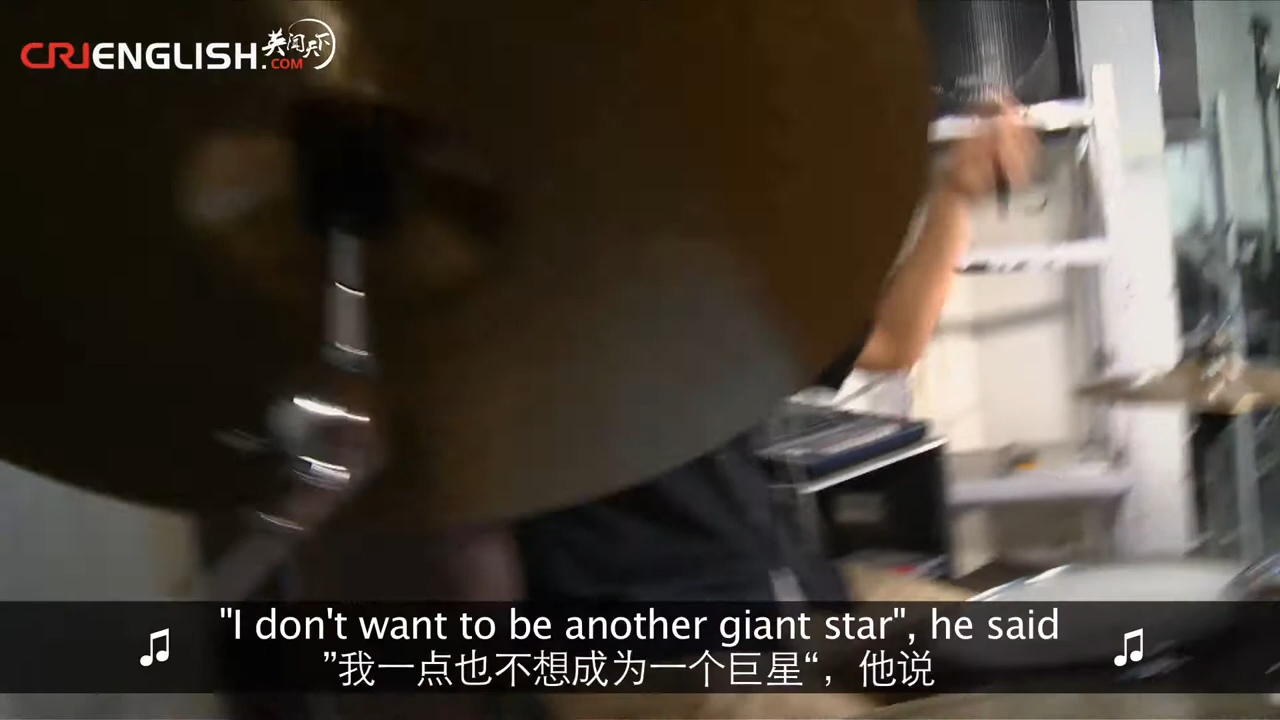 CRIENGLISH.COM 英闻天下
♫ "I don't want to be another giant star", he said ♫
”我一点也不想成为一个巨星“，他说